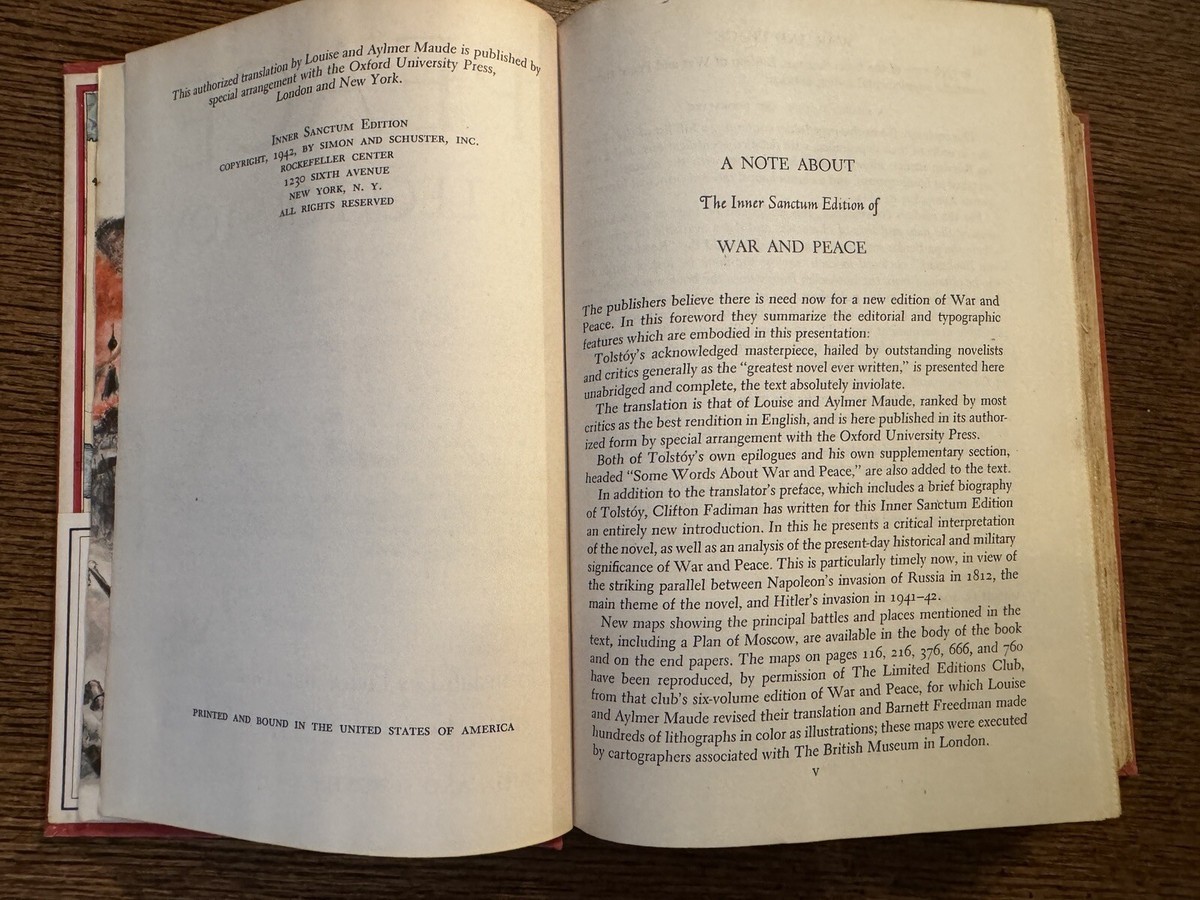 This authorized translation by Louise and Aylmer Maude is published by
special arrangement with the Oxford University Press,
London and New York.
Inner Sanctum Edition
COPYRIGHT, 1942, BY SIMON AND SCHUSTER, INC.
ROCKEFELLER CENTER
1230 SIXTH AVENUE
NEW YORK, N. Y.
ALL RIGHTS RESERVED
PRINTED AND BOUND IN THE UNITED STATES OF AMERICA
A NOTE ABOUT
The Inner Sanctum Edition of
WAR AND PEACE
The publishers believe there is need now for a new edition of War and
Peace. In this foreword they summarize the editorial and typographic
features which are embodied in this presentation:
Tolstóy's acknowledged masterpiece, hailed by outstanding novelists
and critics generally as the "greatest novel ever written," is presented here
unabridged and complete, the text absolutely inviolate.
The translation is that of Louise and Aylmer Maude, ranked by most
critics as the best rendition in English, and is here published in its author-
ized form by special arrangement with the Oxford University Press.
Both of Tolstóy's own epilogues and his own supplementary section,
headed "Some Words About War and Peace," are also added to the text.
In addition to the translator's preface, which includes a brief biography
of Tolstóy, Clifton Fadiman has written for this Inner Sanctum Edition
an entirely new introduction. In this he presents a critical interpretation
of the novel, as well as an analysis of the present-day historical and military
significance of War and Peace. This is particularly timely now, in view of
the striking parallel between Napoleon's invasion of Russia in 1812, the
main theme of the novel, and Hitler's invasion in 1941–42.
New maps showing the principal battles and places mentioned in the
text, including a Plan of Moscow, are available in the body of the book
and on the end papers. The maps on pages 116, 216, 376, 666, and 760
have been reproduced, by permission of The Limited Editions Club,
from that club's six-volume edition of War and Peace, for which Louise
and Aylmer Maude revised their translation and Barnett Freedman made
hundreds of lithographs in color as illustrations; these maps were executed
by cartographers associated with The British Museum in London.
v